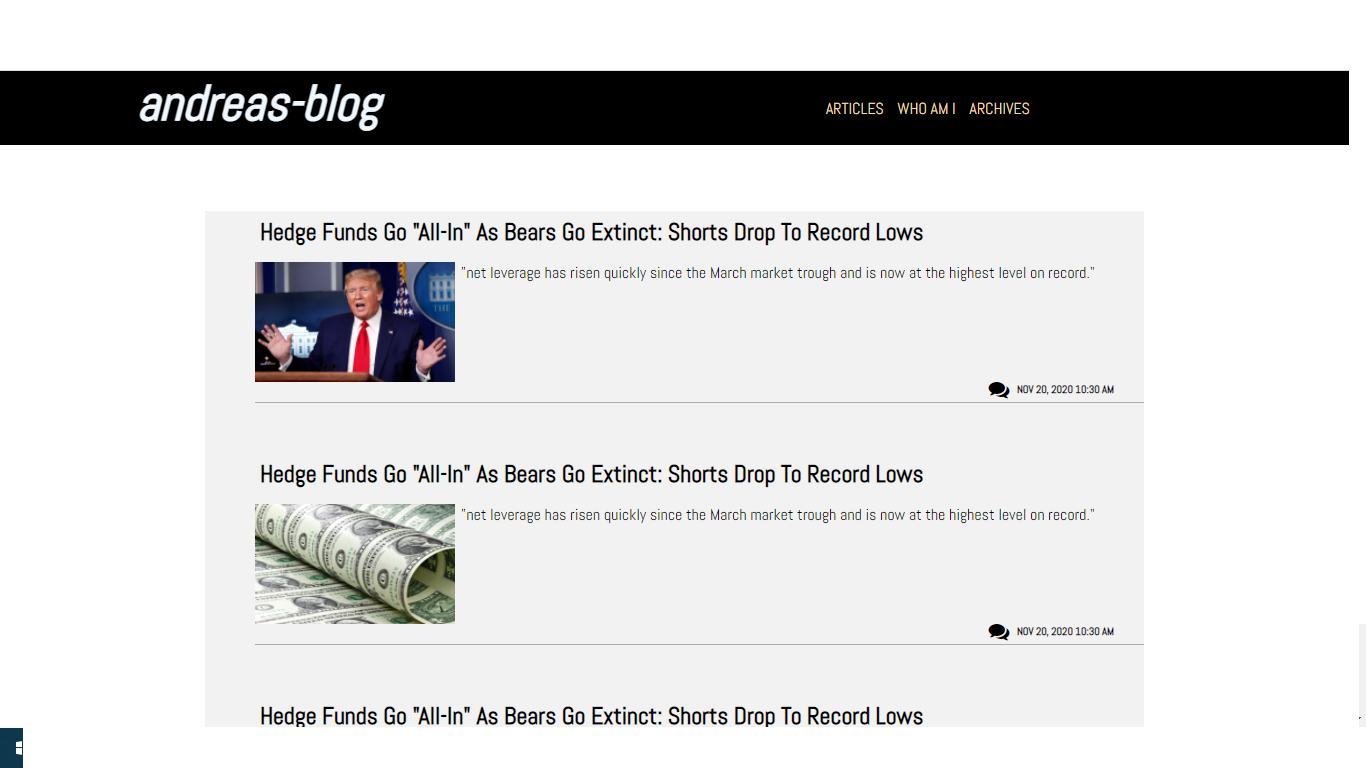 andreas-blog
ARTICLES WHO AM I ARCHIVES
Hedge Funds Go "All-In" As Bears Go Extinct: Shorts Drop To Record Lows
"net leverage has risen quickly since the March market trough and is now at the highest level on record."
THE
NOV 20, 2020 10:30 AM
Hedge Funds Go "All-In" As Bears Go Extinct: Shorts Drop To Record Lows
"net leverage has risen quickly since the March market trough and is now at the highest level on record."
NOV 20, 2020 10:30 AM
Hedge Funds Go "All-In" As Bears Go Extinct: Shorts Drop To Record Lows